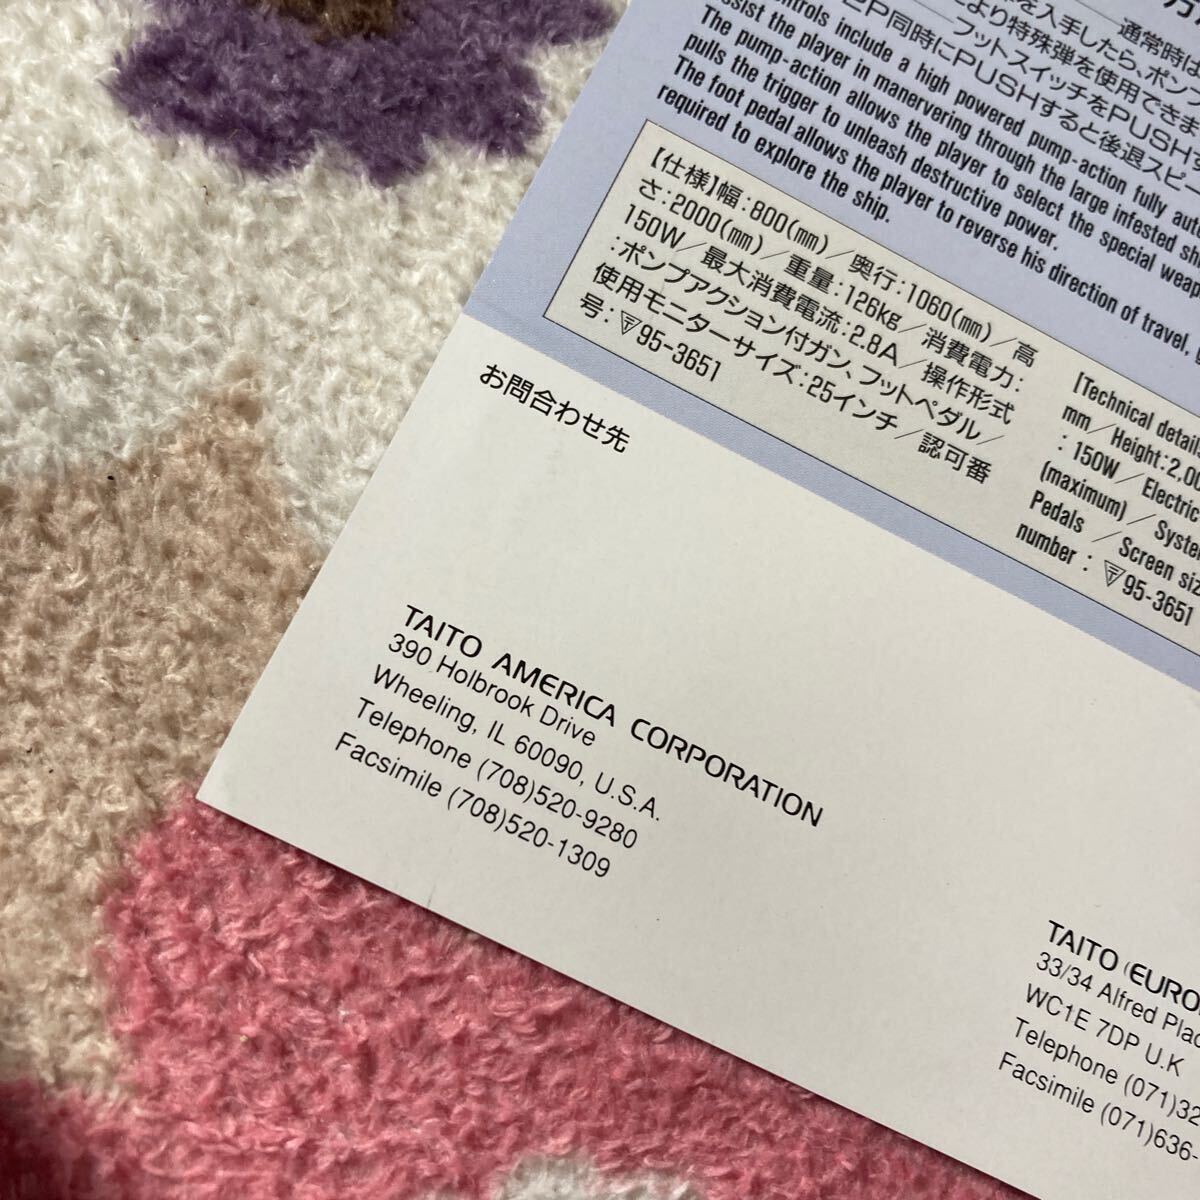 通常時は
を入手したら、ポンプ
より特殊弾を使用できま
フットスイッチをPUSHす
2P同時にPUSHすると後退スピー
controls include a high powered pump-action fully auto
assist the player in manervering through the large infested shi
The pump-action allows the player to select the special weap
pulls the trigger to unleash destructive power.
The foot pedal allows the player to reverse his direction of travel,
required to explore the ship.
【仕様】幅：800(mm)／奥行：1060(mm)／高
さ：2000(mm)／重量：126kg／消費電力：
150W／最大消費電流：2.8A／操作形式
：ポンプアクション付ガン、フットペダル／
使用モニターサイズ：25インチ／認可番
号：〒95-3651
[Technical details
mm／Height:2,00
: 150W／Electric
(maximum)／Syste
Pedals ／Screen siz
number : 〒95-3651
お問合わせ先
TAITO AMERICA CORPORATION
390 Holbrook Drive
Wheeling, IL 60090, U.S.A.
Telephone (708)520-9280
Facsimile (708)520-1309
TAITO (EURO
33/34 Alfred Plac
WC1E 7DP U.K
Telephone (071)32
Facsimile (071)636-